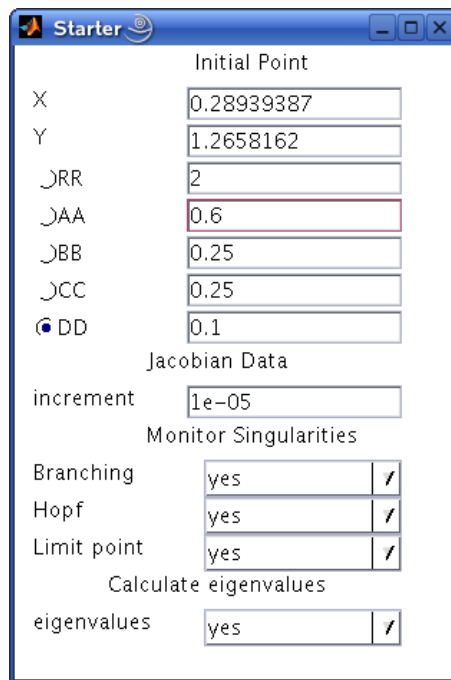 Starter
Initial Point
X 0.28939387
Y 1.2658162
RR 2
AA 0.6
BB 0.25
CC 0.25
DD 0.1
Jacobian Data
increment 1e-05
Monitor Singularities
Branching yes
Hopf yes
Limit point yes
Calculate eigenvalues
eigenvalues yes